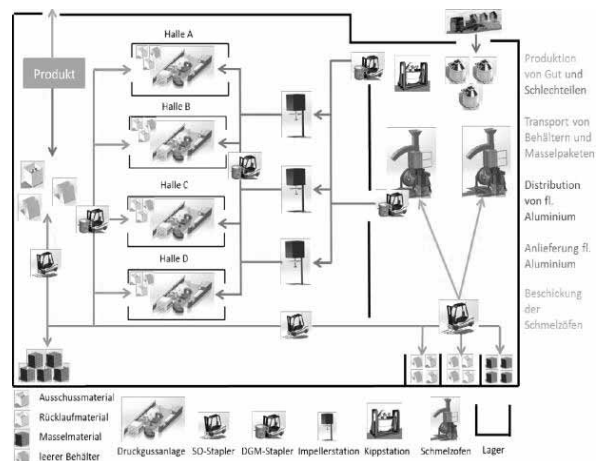 Halle A
Produkt
Halle B
Halle C
Halle D
Produktion
von Gut und
Schlechteilen
Transport von
Behältern und
Masselpaketen
Distribution
von fl.
Aluminium
Anlieferung fl.
Aluminium
Beschickung
der
Schmelzöfen
Ausschussmaterial
Rücklaufmaterial
Masselmaterial
leerer Behälter
Druckgussanlage
SO-Stapler
DGM-Stapler
Impellerstation
Kippstation
Schmelzofen
Lager